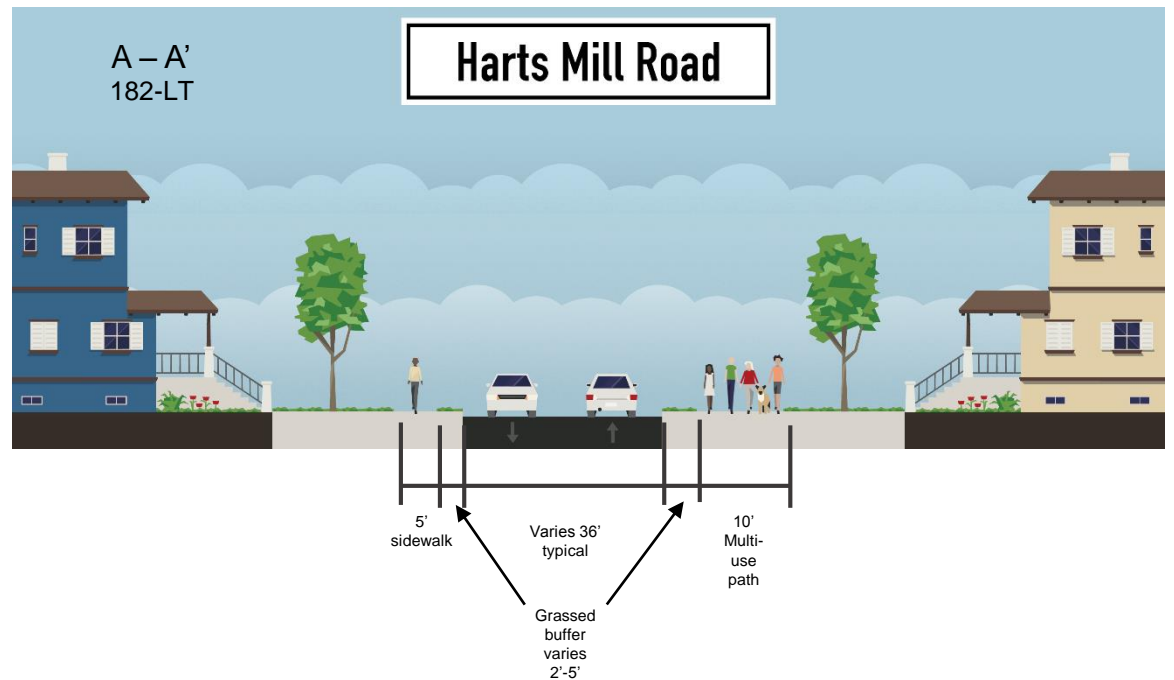 A – A’
182-LT
Harts Mill Road
5’
sidewalk
Varies 36’
typical
10’
Multi-
use
path
Grassed
buffer
varies
2’-5’